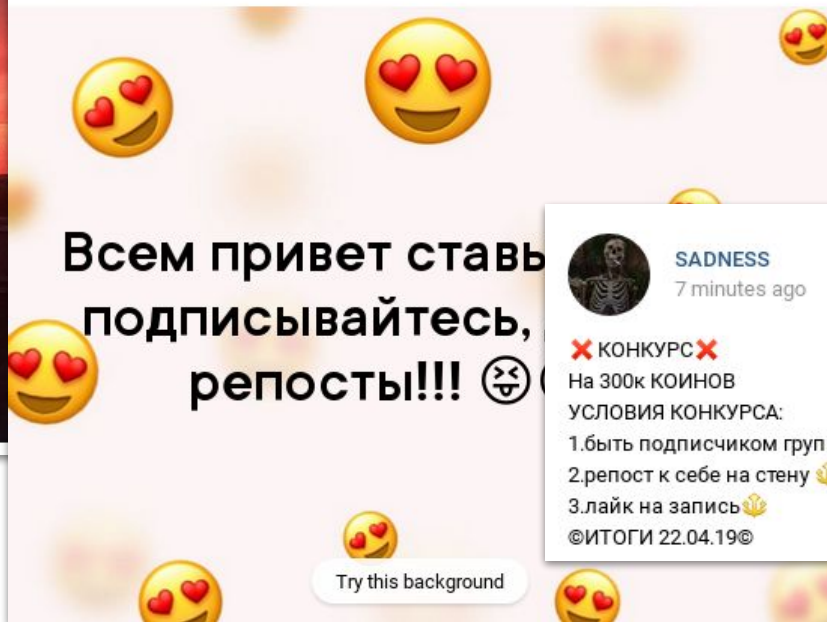 Всем привет ставь
подписывайтесь,
репосты!!! 😝
Try this background
SADNESS
7 minutes ago
❌ КОНКУРС❌
На 300к КОИНОВ
УСЛОВИЯ КОНКУРСА:
1.быть подписчиком груп
2.репост к себе на стену 🔱
3.лайк на запись🔱
©ИТОГИ 22.04.19©